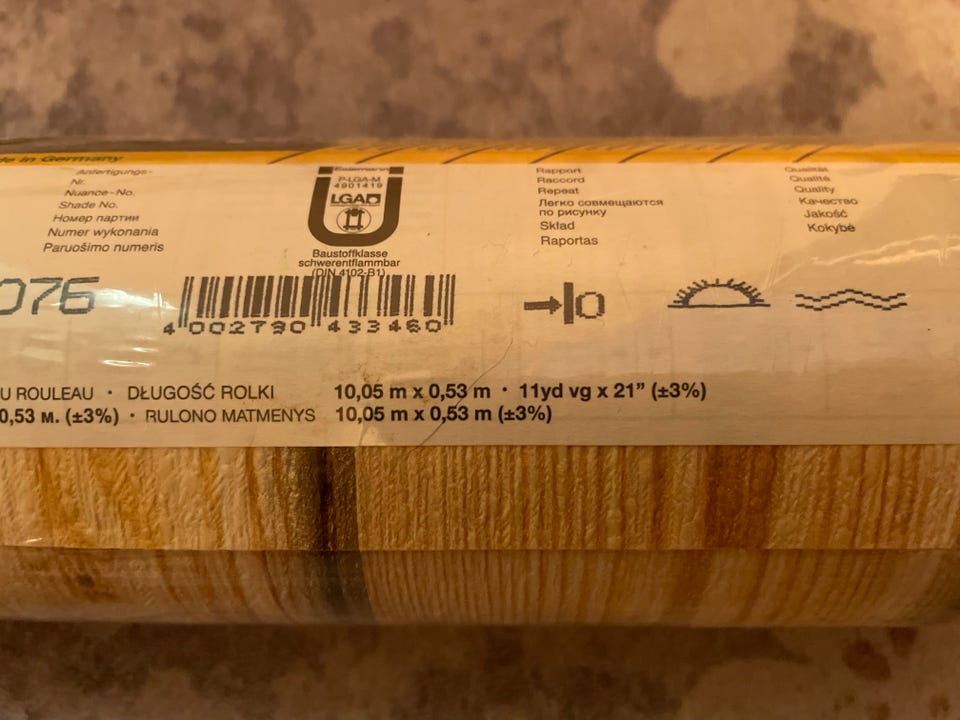 de in Germany
Anfertigungs-
Nr.
Nuance-No.
Shade No.
Номер партии
Numer wykonania
Paruošimo numeris
076
P-LGA-M
4901419
LGA
Baustoffklasse
schwerentflammbar
(DIN 4102-B1)
4 002790 433460
Rapport
Raccord
Repeat
Легко совмещаются
по рисунку
Skład
Raportas
0
Qualität
Qualité
Quality
Качество
Jakość
Kokybė
U ROULEAU · DŁUGOŚĆ ROLKI 10,05 m x 0,53 m · 11yd vg x 21” (±3%)
0,53 м. (±3%) · RULONO MATMENYS 10,05 m x 0,53 m (±3%)